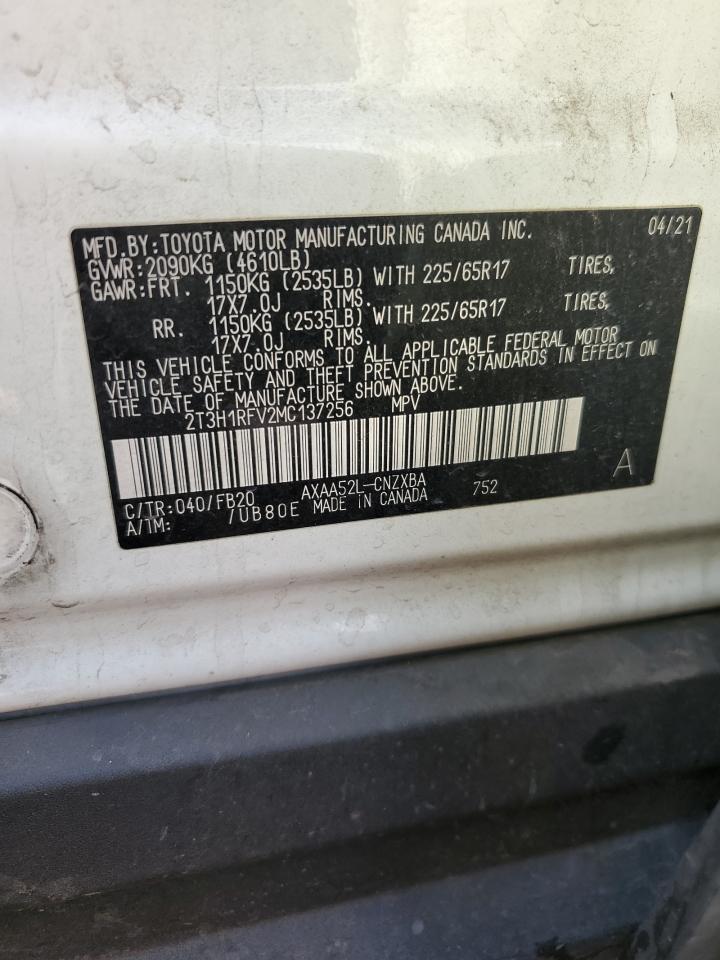 MFD.BY:TOYOTA MOTOR MANUFACTURING CANADA INC. 04/21
GVWR:2090KG (4610LB)
GAWR:FRT. 1150KG (2535LB) WITH 225/65R17 TIRES,
17X7.0J RIMS.
RR. 1150KG (2535LB) WITH 225/65R17 TIRES,
17X7.0J RIMS.
THIS VEHICLE CONFORMS TO ALL APPLICABLE FEDERAL MOTOR
VEHICLE SAFETY AND THEFT PREVENTION STANDARDS IN EFFECT ON
THE DATE OF MANUFACTURE SHOWN ABOVE.
2T3H1RFV2MC137256 MPV
A
C/TR:040/FB20 AXAA52L-CNZXBA 752
A/TM: /UB80E MADE IN CANADA